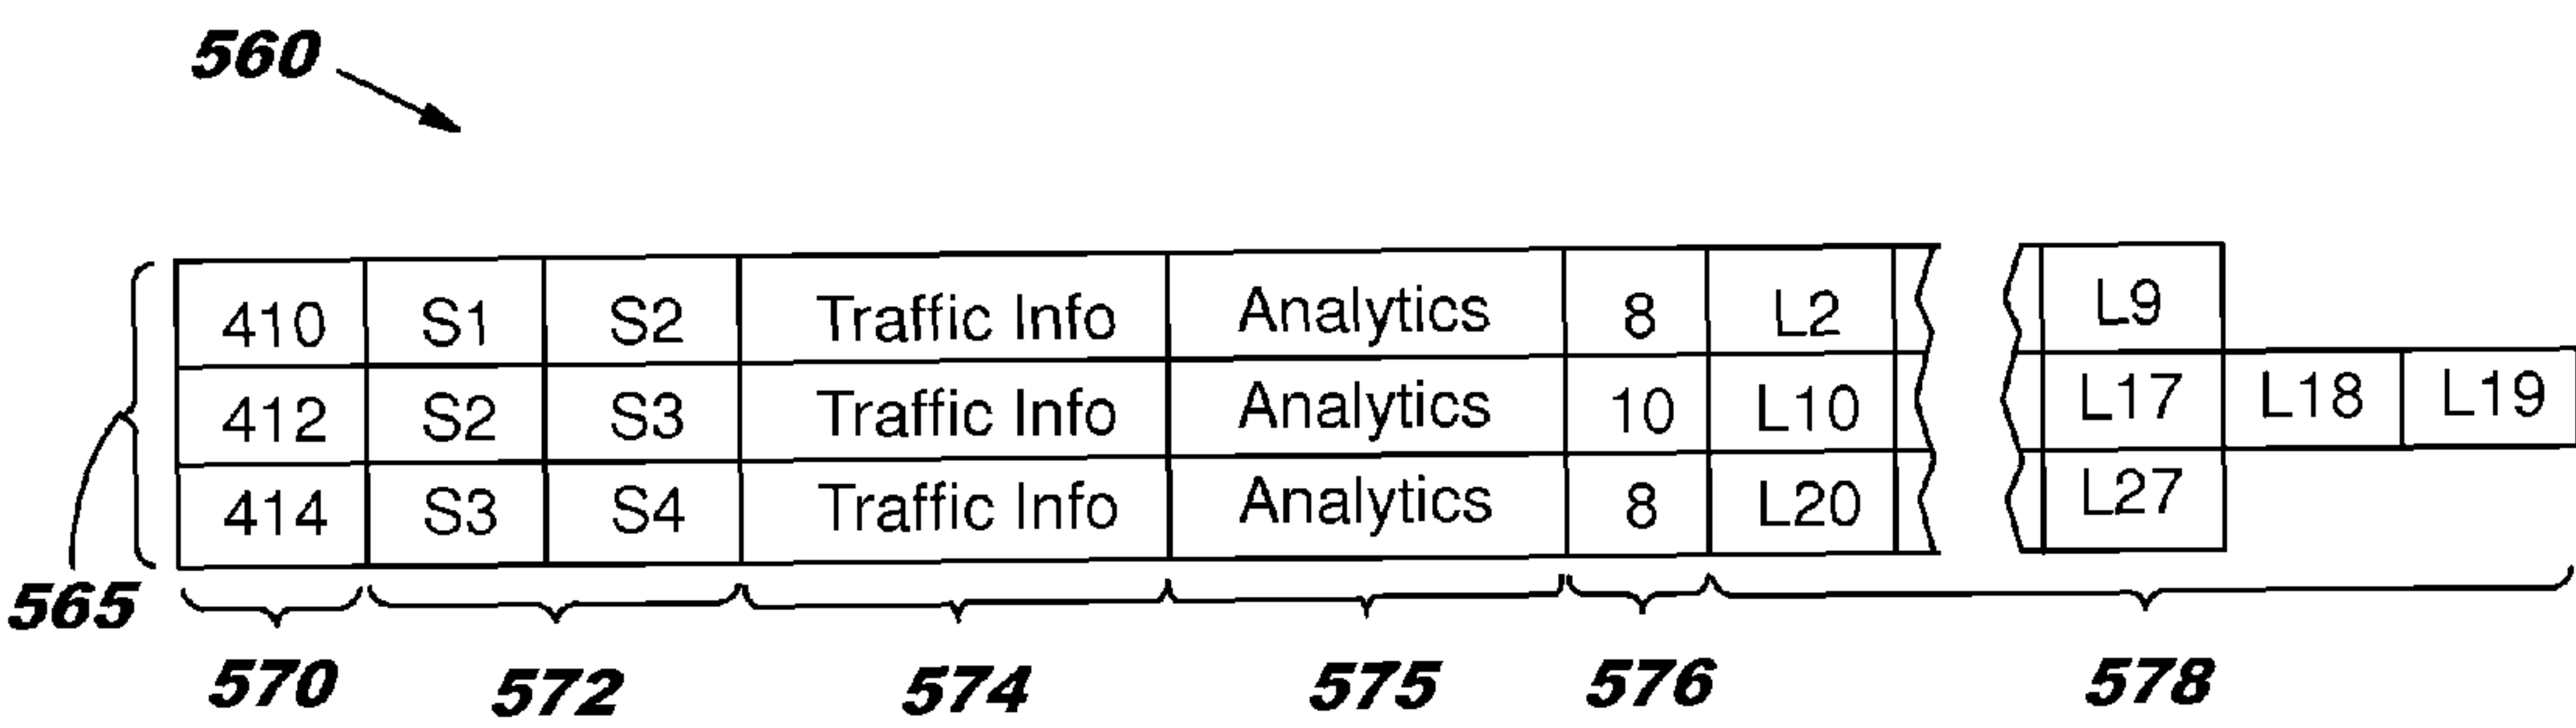 560
410 S1 S2 Traffic Info Analytics 8 L2 L9
412 S2 S3 Traffic Info Analytics 10 L10 L17 L18 L19
414 S3 S4 Traffic Info Analytics 8 L20 L27
565
570 572 574 575 576 578